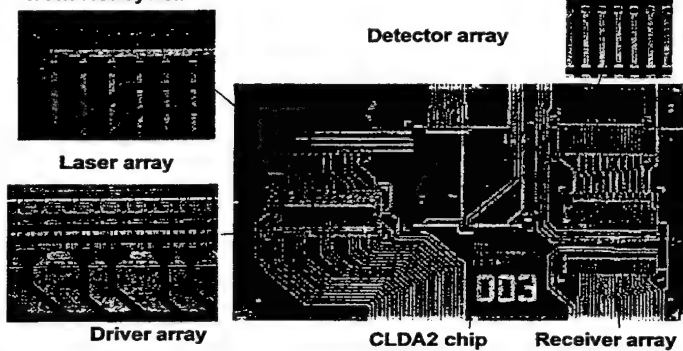 Detector array
Laser array
003
Driver array
CLDA2 chip
Receiver array